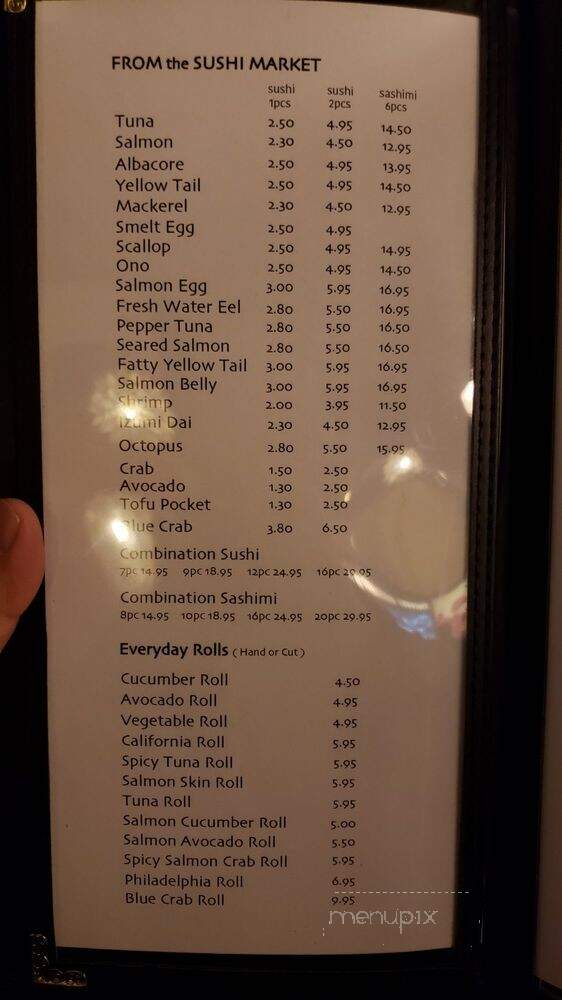 FROM the SUSHI MARKET
sushi sushi sashimi
1pcs 2pcs 6pcs
Tuna 2.50 4.95 14.50
Salmon 2.30 4.50 12.95
Albacore 2.50 4.95 13.95
Yellow Tail 2.50 4.95 14.50
Mackerel 2.30 4.50 12.95
Smelt Egg 2.50 4.95
Scallop 2.50 4.95 14.95
Ono 2.50 4.95 14.50
Salmon Egg 3.00 5.95 16.95
Fresh Water Eel 2.80 5.50 16.95
Pepper Tuna 2.80 5.50 16.50
Seared Salmon 2.80 5.50 16.50
Fatty Yellow Tail 3.00 5.95 16.95
Salmon Belly 3.00 5.95 16.95
Shrimp 2.00 3.95 11.50
Izumi Dai 2.30 4.50 12.95
Octopus 2.80 5.50 15.95
Crab 1.50 2.50
Avocado 1.30 2.50
Tofu Pocket 1.30 2.50
Blue Crab 3.80 6.50
Combination Sushi
7pc 14.95 9pc 18.95 12pc 24.95 16pc 29.95
Combination Sashimi
8pc 14.95 10pc 18.95 16pc 24.95 20pc 29.95
Everyday Rolls ( Hand or Cut )
Cucumber Roll 4.50
Avocado Roll 4.95
Vegetable Roll 4.95
California Roll 5.95
Spicy Tuna Roll 5.95
Salmon Skin Roll 5.95
Tuna Roll 5.95
Salmon Cucumber Roll 5.00
Salmon Avocado Roll 5.50
Spicy Salmon Crab Roll 5.95
Philadelphia Roll 6.95
Blue Crab Roll 9.95
menupix